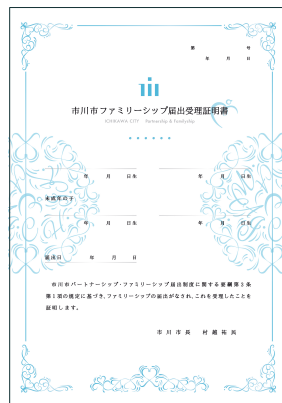 第　　　　　号
年　　月　　日
市川市ファミリーシップ届出受理証明書
ICHIKAWA CITY　Partnership & Familyship
年　　月　　日生　　　　　年　　月　　日生
未成年の子
年　　月　　日生　　　　　年　　月　　日生
届出日　　　年　　月　　日
市川市パートナーシップ・ファミリーシップ届出制度に関する要綱第３条
第１項の規定に基づき、ファミリーシップの届出がなされ、これを受理したことを
証明します。
市川市長　村越祐民